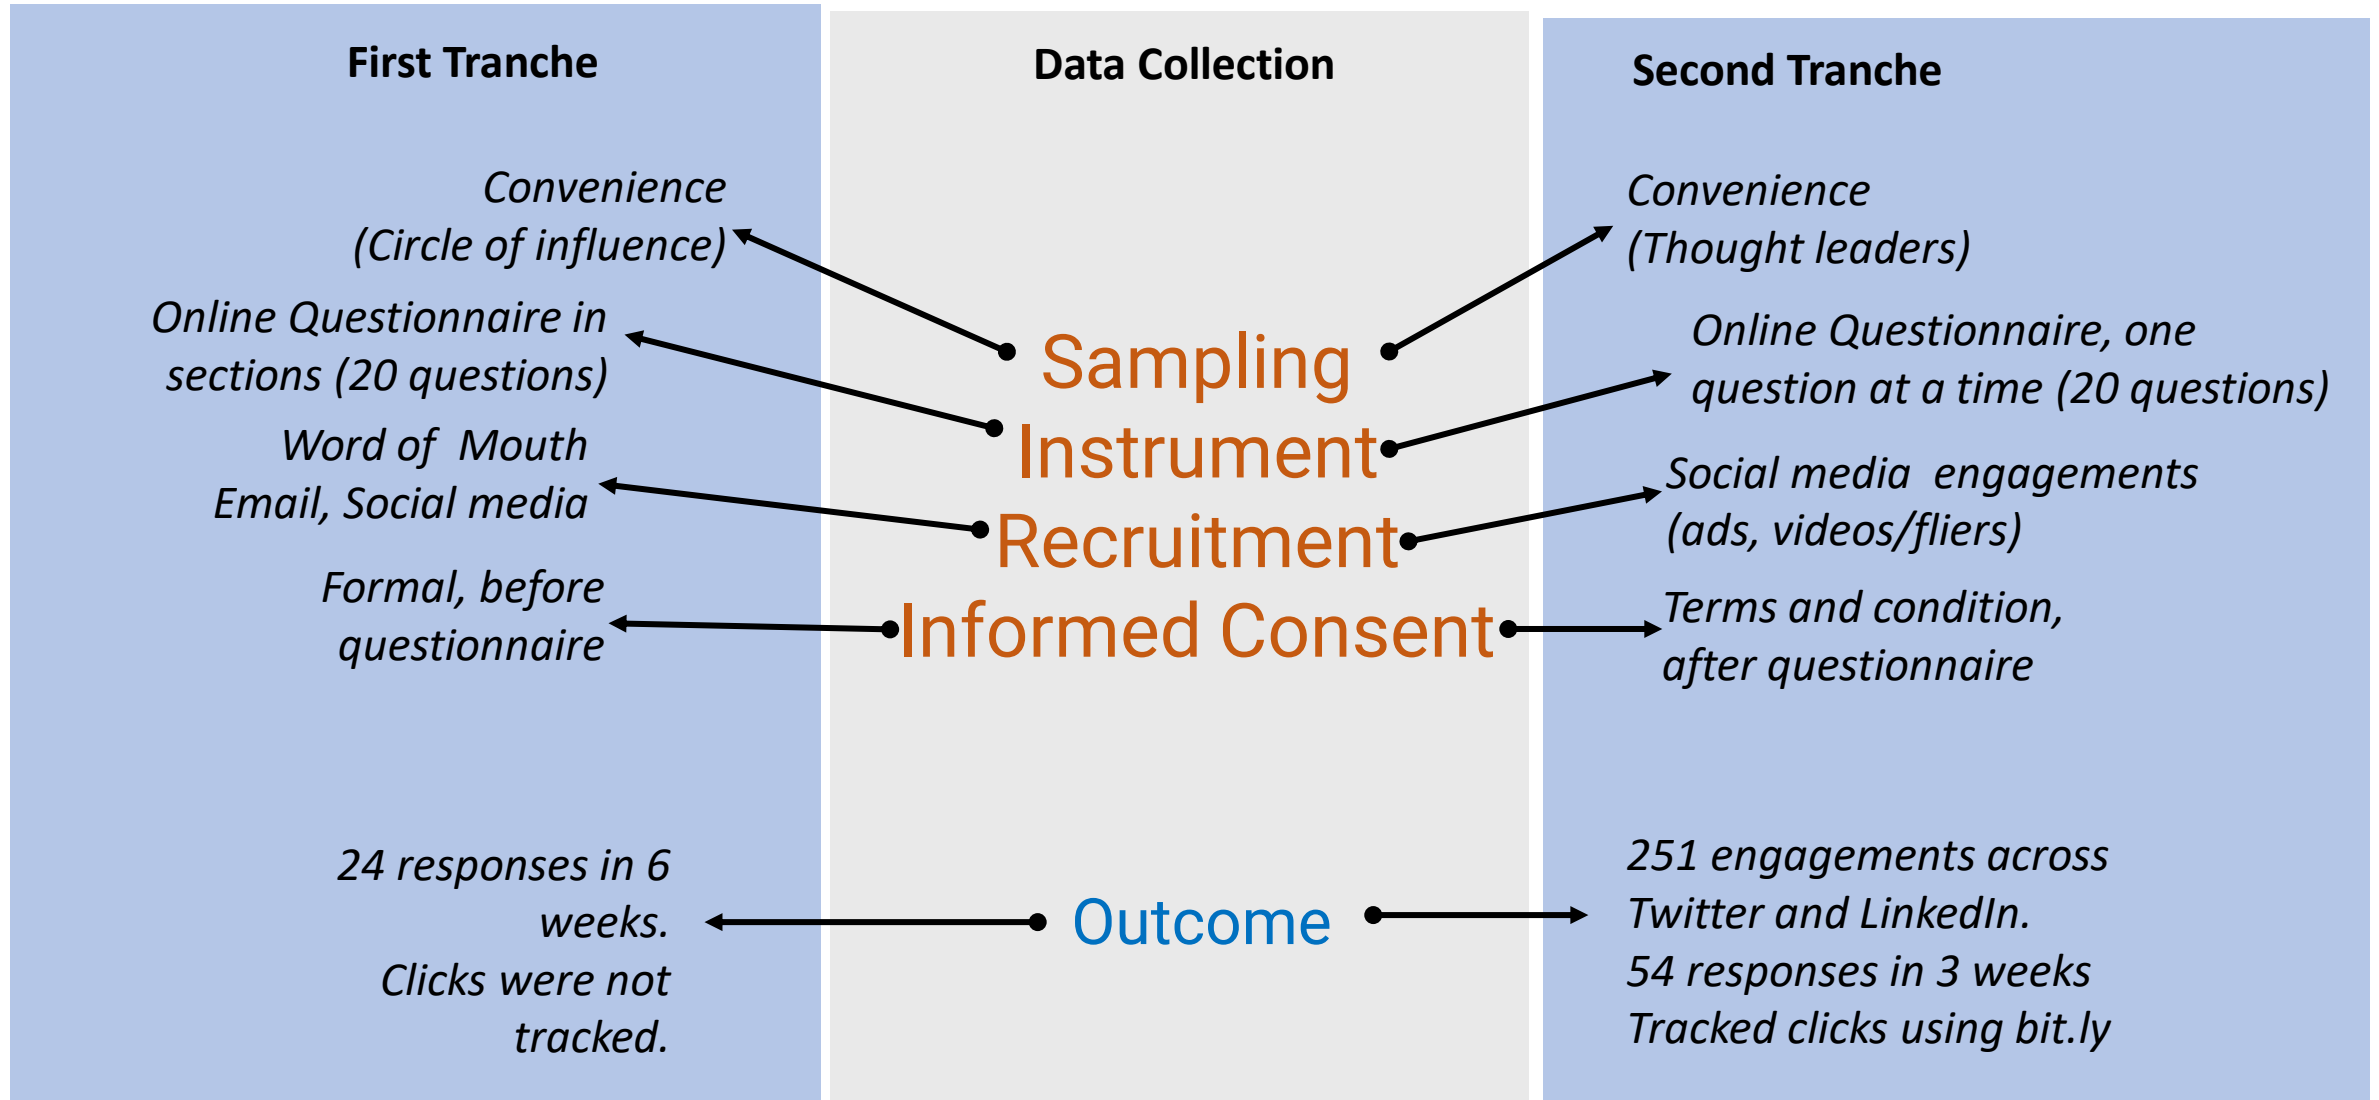 First Tranche
Convenience
(Circle of influence)
Online Questionnaire in
sections (20 questions)
Word of  Mouth
Email, Social media
Formal, before
questionnaire
24 responses in 6
weeks.
Clicks were not
tracked.
Data Collection
Sampling
Instrument
Recruitment
Informed Consent
Outcome
Second Tranche
Convenience
(Thought leaders)
Online Questionnaire, one
question at a time (20 questions)
Social media  engagements
(ads, videos/fliers)
Terms and condition,
after questionnaire
251 engagements across
Twitter and LinkedIn.
54 responses in 3 weeks
Tracked clicks using bit.ly